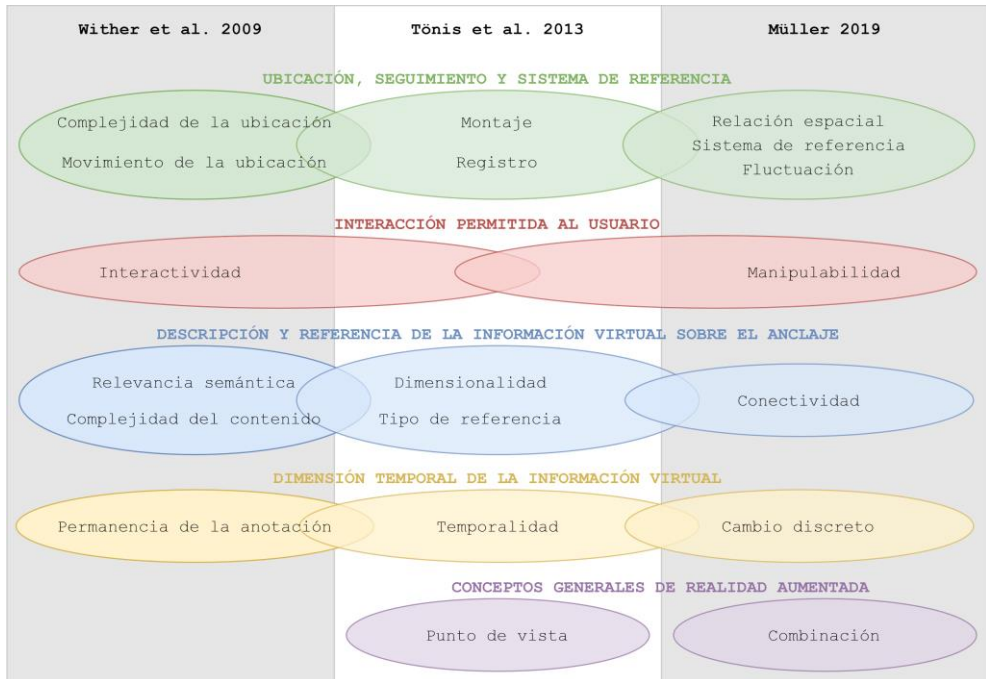 Wither et al. 2009
Tönis et al. 2013
Müller 2019
UBICACIÓN, SEGUIMIENTO Y SISTEMA DE REFERENCIA
Complejidad de la ubicación
Movimiento de la ubicación
Montaje
Registro
Relación espacial
Sistema de referencia
Fluctuación
INTERACCIÓN PERMITIDA AL USUARIO
Interactividad
Manipulabilidad
DESCRIPCIÓN Y REFERENCIA DE LA INFORMACIÓN VIRTUAL SOBRE EL ANCLAJE
Relevancia semántica
Complejidad del contenido
Dimensionalidad
Tipo de referencia
Conectividad
DIMENSIÓN TEMPORAL DE LA INFORMACIÓN VIRTUAL
Permanencia de la anotación
Temporalidad
Cambio discreto
CONCEPTOS GENERALES DE REALIDAD AUMENTADA
Punto de vista
Combinación